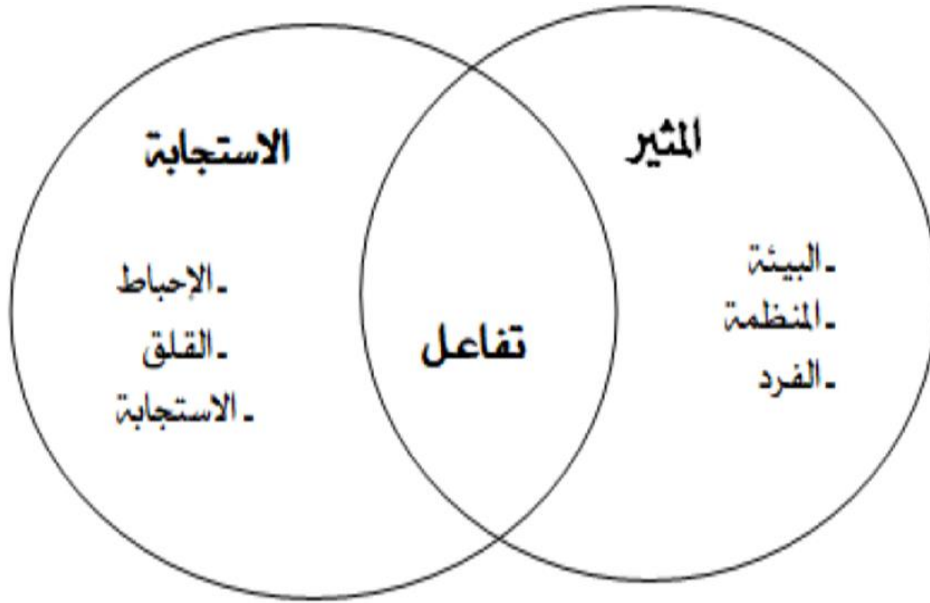 المثير
ـ البيئة
ـ المنظمة
ـ الفرد
تفاعل
الاستجابة
ـ الإحباط
ـ القلق
ـ الاستجابة